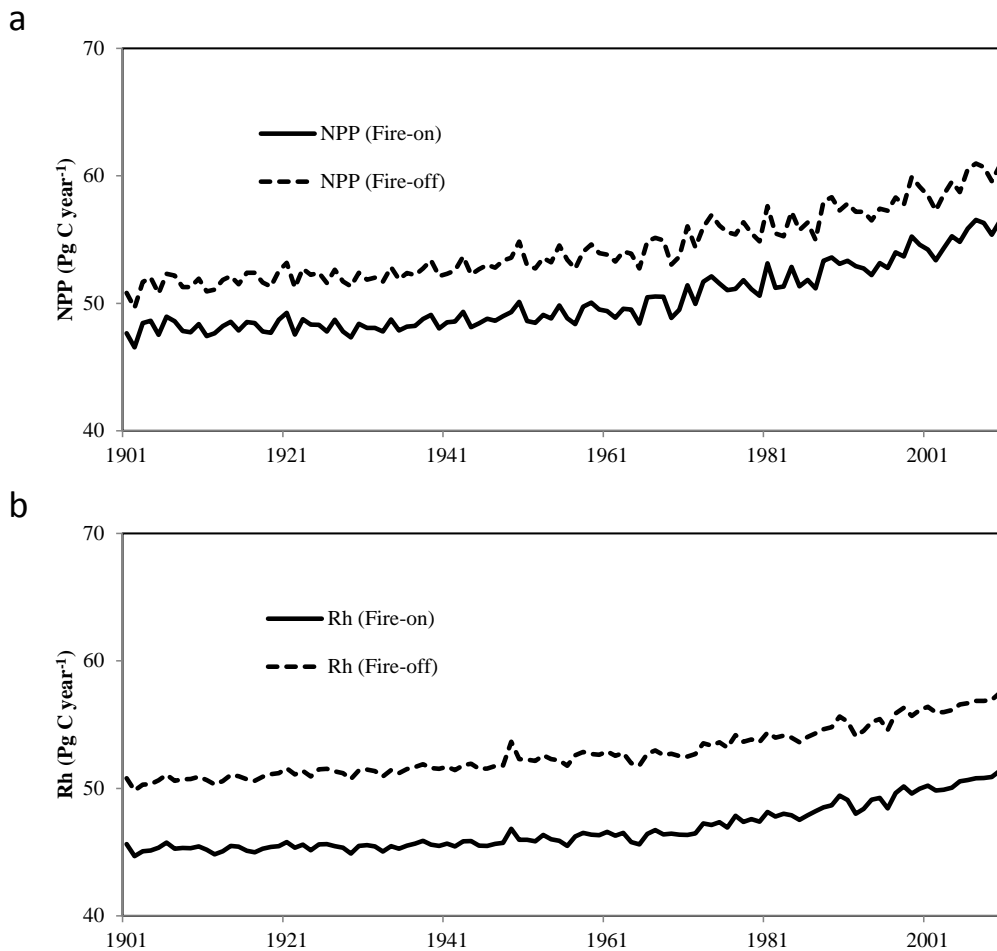 a
70
60
50
40
NPP (Pg C year⁻¹)
NPP (Fire-on)
NPP (Fire-off)
1901 1921 1941 1961 1981 2001
b
70
60
50
40
Rh (Pg C year⁻¹)
Rh (Fire-on)
Rh (Fire-off)
1901 1921 1941 1961 1981 2001